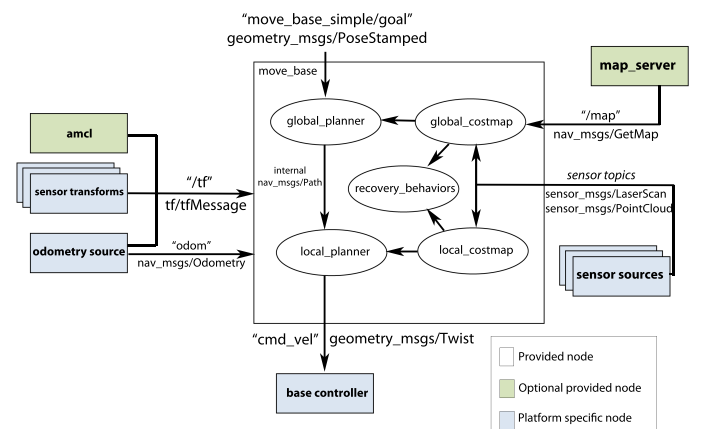 “move_base_simple/goal”
geometry_msgs/PoseStamped
move_base
map_server
global_planner
global_costmap
“/map”
nav_msgs/GetMap
amcl
sensor transforms
“/tf”
tf/tfMessage
internal
nav_msgs/Path
recovery_behaviors
sensor topics
sensor_msgs/LaserScan
sensor_msgs/PointCloud
odometry source
“odom”
nav_msgs/Odometry
local_planner
local_costmap
sensor sources
“cmd_vel”
geometry_msgs/Twist
base controller
Provided node
Optional provided node
Platform specific node